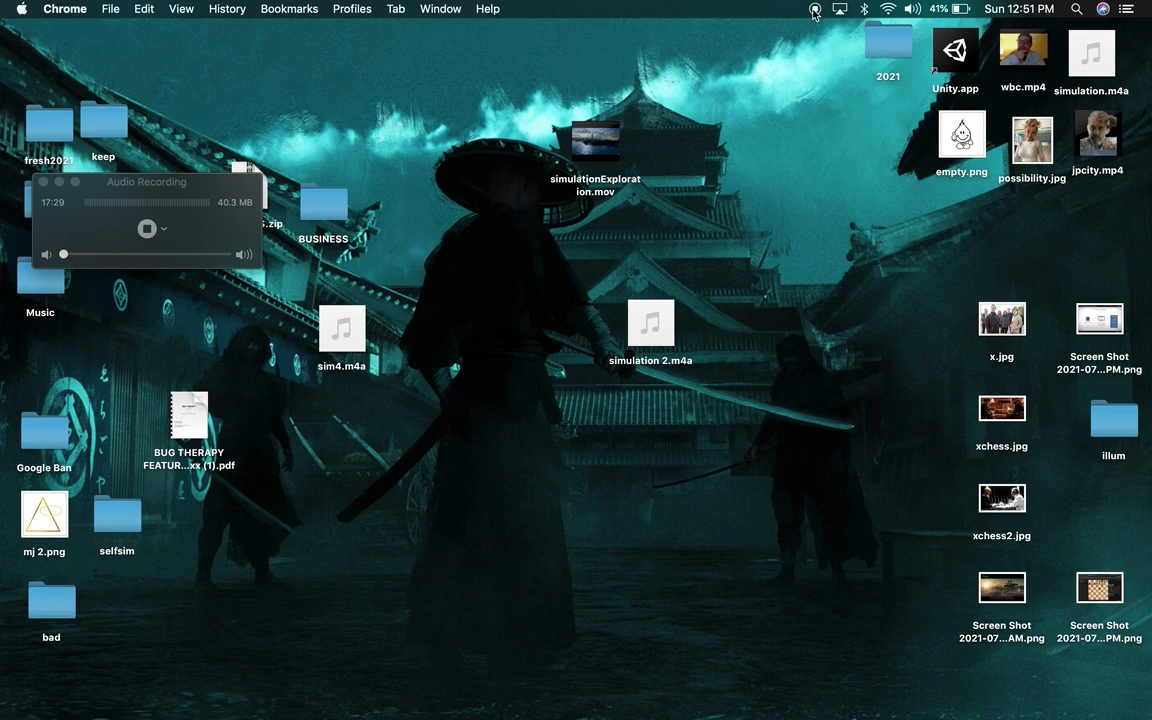 Chrome File Edit View History Bookmarks Profiles Tab Window Help 41% Sun 12:51 PM
2021
Unity.app
wbc.mp4
simulation.m4a
fresh2021
keep
simulationExplorat
ion.mov
empty.png
possibility.jpg
jpcity.mp4
Audio Recording
17:29
40.3 MB
.zip
BUSINESS
Music
sim4.m4a
simulation 2.m4a
x.jpg
Screen Shot
2021-07...PM.png
BUG THERAPY
FEATUR...xx (1).pdf
Google Ban
xchess.jpg
illum
mj 2.png
selfsim
xchess2.jpg
bad
Screen Shot
2021-07...AM.png
Screen Shot
2021-07...PM.png